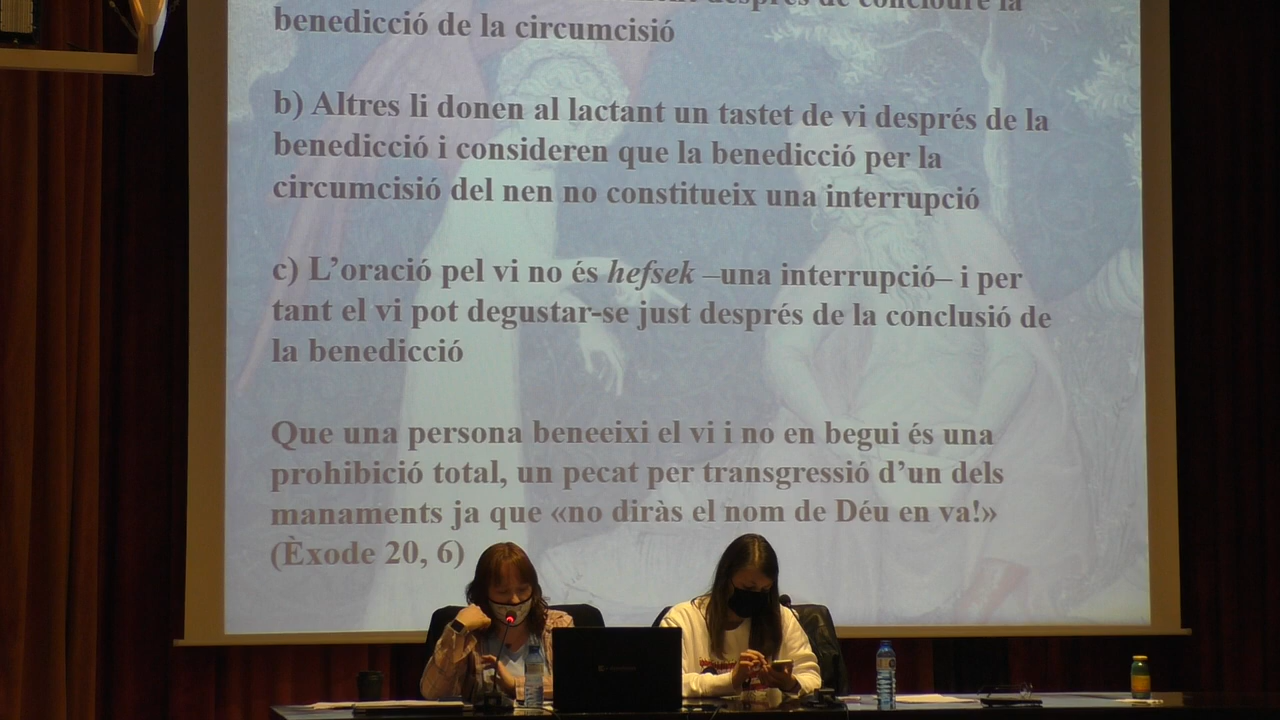 després de concloure la
benedicció de la circumcisió
b) Altres li donen al lactant un tastet de vi després de la
benedicció i consideren que la benedicció per la
circumcisió del nen no constitueix una interrupció
c) L’oració pel vi no és hefsek –una interrupció– i per
tant el vi pot degustar-se just després de la conclusió de
la benedicció
Que una persona beneeixi el vi i no en begui és una
prohibició total, un pecat per transgressió d’un dels
manaments ja que «no diràs el nom de Déu en va!»
(Èxode 20, 6)